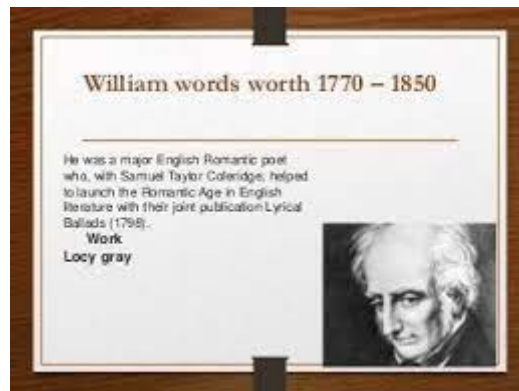 William words worth 1770 – 1850
He was a major English Romantic poet
who, with Samuel Taylor Coleridge, helped
to launch the Romantic Age in English
literature with their joint publication Lyrical
Ballads (1798).
Work
Locy gray